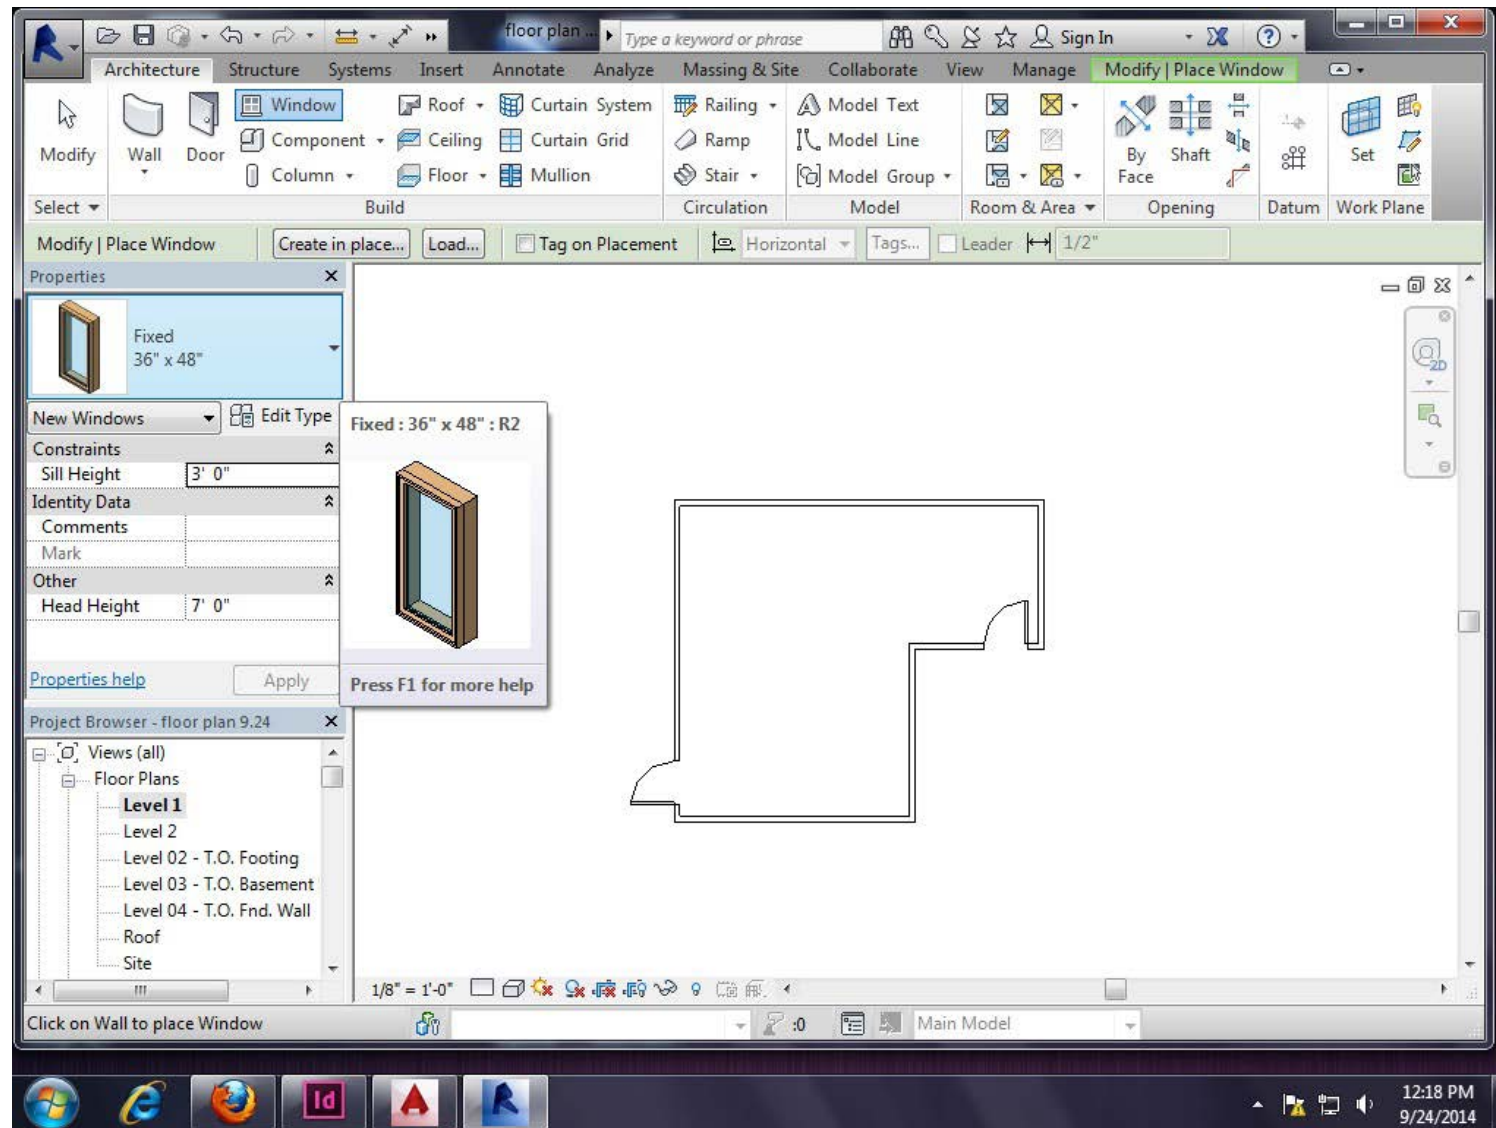 floor plan ...
Type a keyword or phrase
Sign In
Architecture Structure Systems Insert Annotate Analyze Massing & Site Collaborate View Manage Modify | Place Window
Modify
Wall
Door
Window
Component
Column
Roof
Ceiling
Floor
Curtain System
Curtain Grid
Mullion
Railing
Ramp
Stair
Model Text
Model Line
Model Group
By Face
Shaft
Set
Select Build Circulation Model Room & Area Opening Datum Work Plane
Modify | Place Window Create in place... Load... Tag on Placement Horizontal Tags... Leader 1/2"
Properties
Fixed
36" x 48"
New Windows Edit Type
Constraints
Sill Height 3' 0"
Identity Data
Comments
Mark
Other
Head Height 7' 0"
Properties help Apply
Fixed : 36" x 48" : R2
Press F1 for more help
2D
Project Browser - floor plan 9.24
Views (all)
Floor Plans
Level 1
Level 2
Level 02 - T.O. Footing
Level 03 - T.O. Basement
Level 04 - T.O. Fnd. Wall
Roof
Site
1/8" = 1'-0"
Click on Wall to place Window :0 Main Model
Id
12:18 PM
9/24/2014